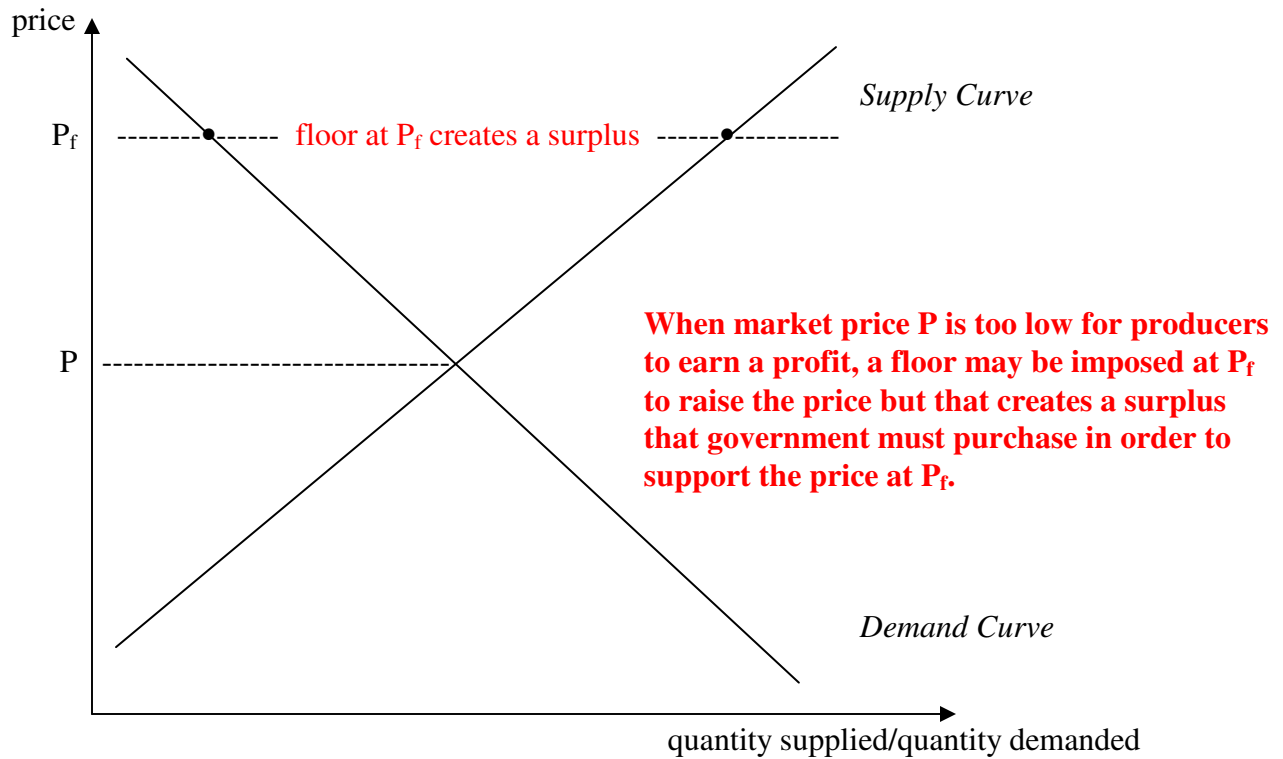 price
Supply Curve
Pf floor at Pf creates a surplus
When market price P is too low for producers
P to earn a profit, a floor may be imposed at Pf
to raise the price but that creates a surplus
that government must purchase in order to
support the price at Pf.
Demand Curve
quantity supplied/quantity demanded